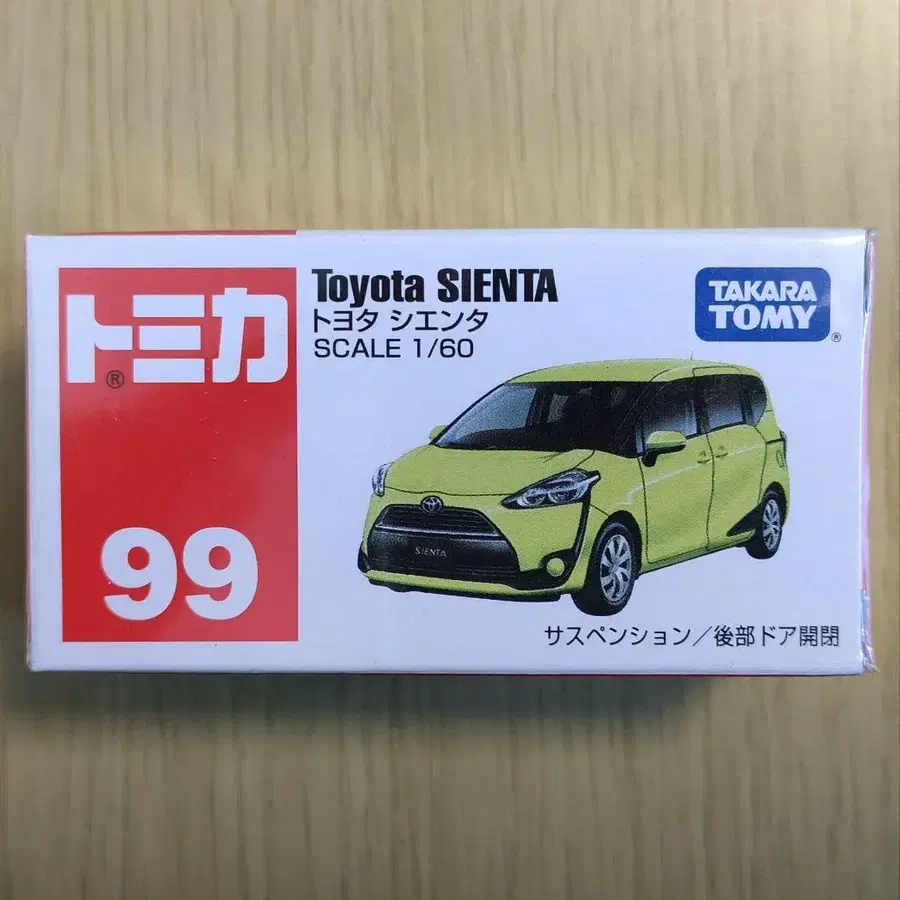 トミカ
®
99
Toyota SIENTA
トヨタ シエンタ
SCALE 1/60
TAKARA
TOMY
®
SIENTA
サスペンション／後部ドア開閉